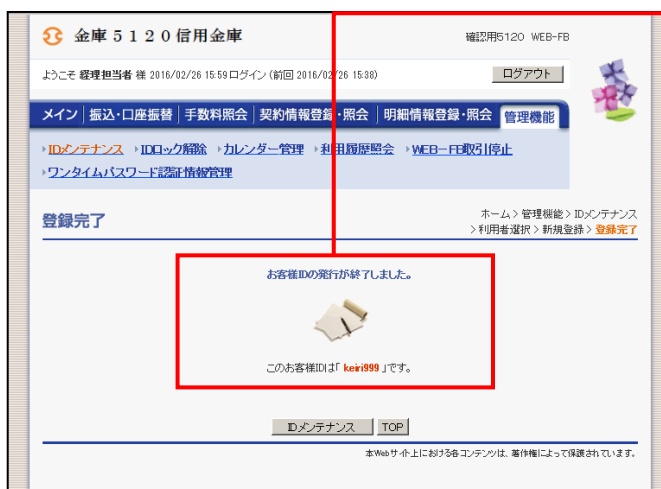 金庫5120信用金庫
確認用5120 WEB-FB
ようこそ 経理担当者 様 2016/02/26 15:59ログイン (前回 2016/02/26 15:38)
ログアウト
メイン 振込・口座振替 手数料照会 契約情報登録・照会 明細情報登録・照会 管理機能
IDメンテナンス IDロック解除 カレンダー管理 利用履歴照会 WEB-FB取引停止
ワンタイムパスワード認証情報管理
登録完了
ホーム > 管理機能 > IDメンテナンス
> 利用者選択 > 新規登録 > 登録完了
お客様IDの発行が終了しました。
このお客様IDは「 keiri999 」です。
IDメンテナンス TOP
本Webサイト上における各コンテンツは、著作権によって保護されています。